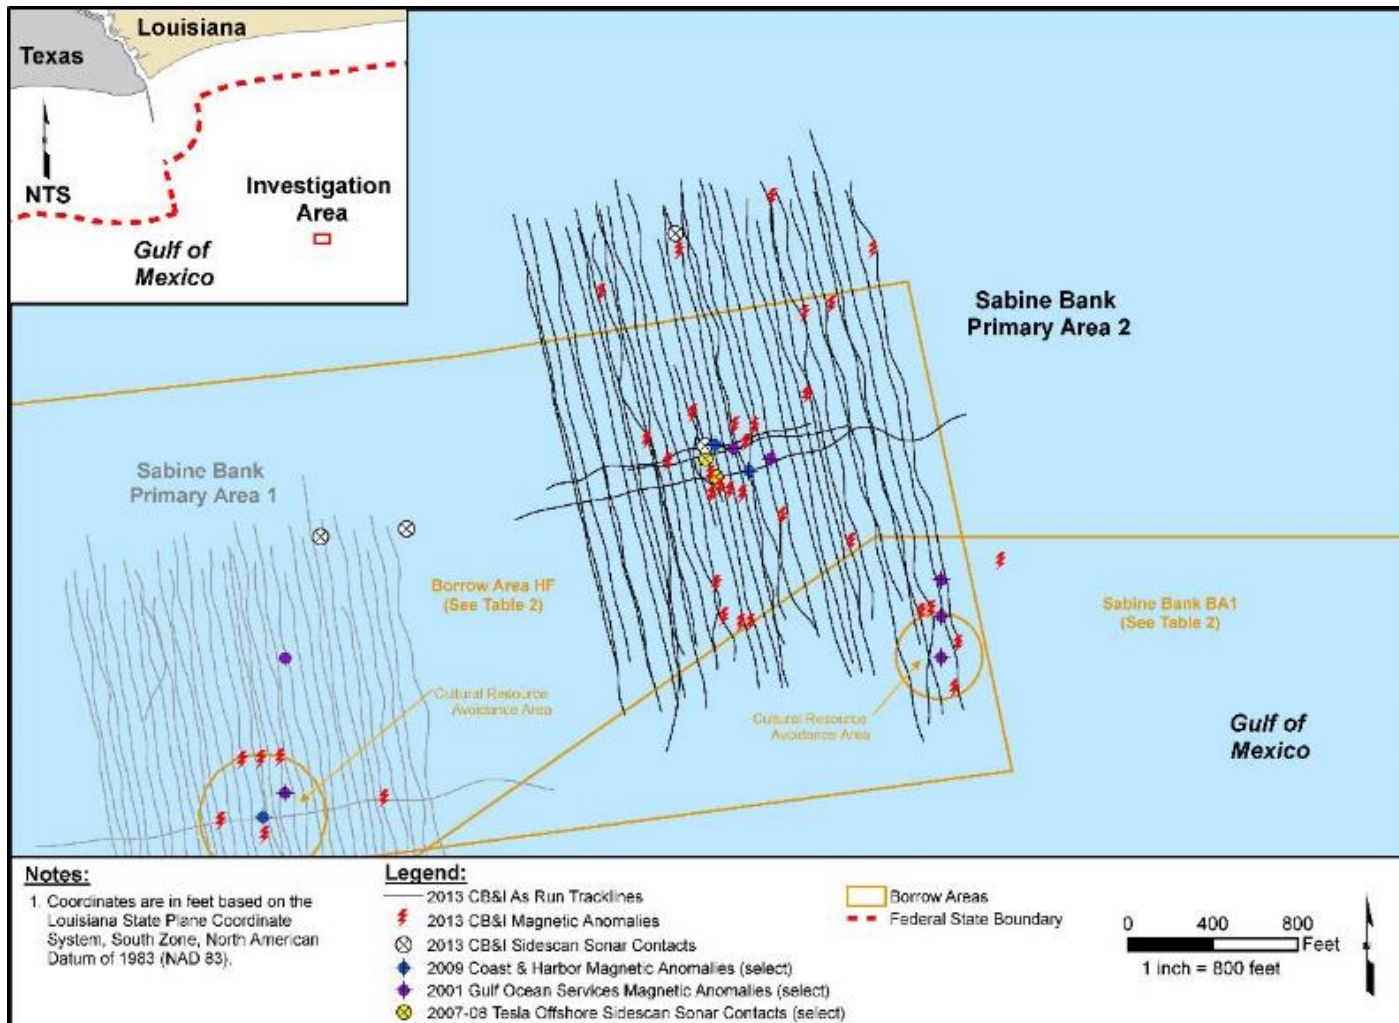 Louisiana
Texas
NTS
Investigation
Area
Gulf of
Mexico
Sabine Bank
Primary Area 2
Sabine Bank
Primary Area 1
Borrow Area HF
(See Table 2)
Sabine Bank BA1
(See Table 2)
Cultural Resource
Avoidance Area
Cultural Resource
Avoidance Area
Gulf of
Mexico
Notes:
1. Coordinates are in feet based on the
Louisiana State Plane Coordinate
System, South Zone, North American
Datum of 1983 (NAD 83).
Legend:
2013 CB&I As Run Tracklines
2013 CB&I Magnetic Anomalies
2013 CB&I Sidescan Sonar Contacts
2009 Coast & Harbor Magnetic Anomalies (select)
2001 Gulf Ocean Services Magnetic Anomalies (select)
2007-08 Tesla Offshore Sidescan Sonar Contacts (select)
Borrow Areas
Federal State Boundary
0 400 800
Feet
1 inch = 800 feet